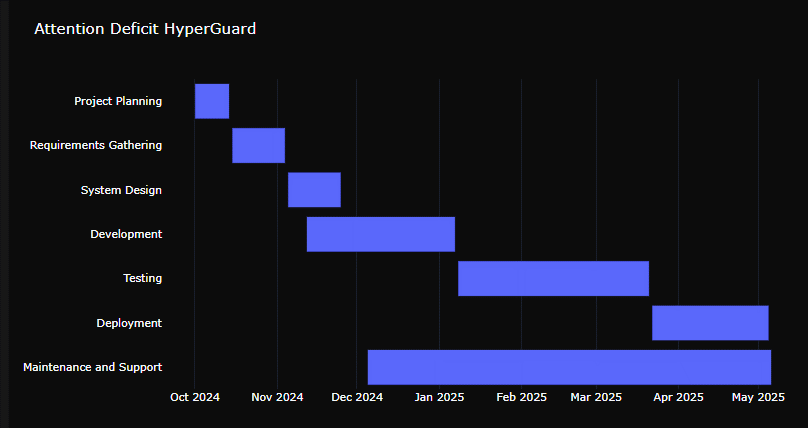 Attention Deficit HyperGuard
Project Planning
Requirements Gathering
System Design
Development
Testing
Deployment
Maintenance and Support
Oct 2024 Nov 2024 Dec 2024 Jan 2025 Feb 2025 Mar 2025 Apr 2025 May 2025